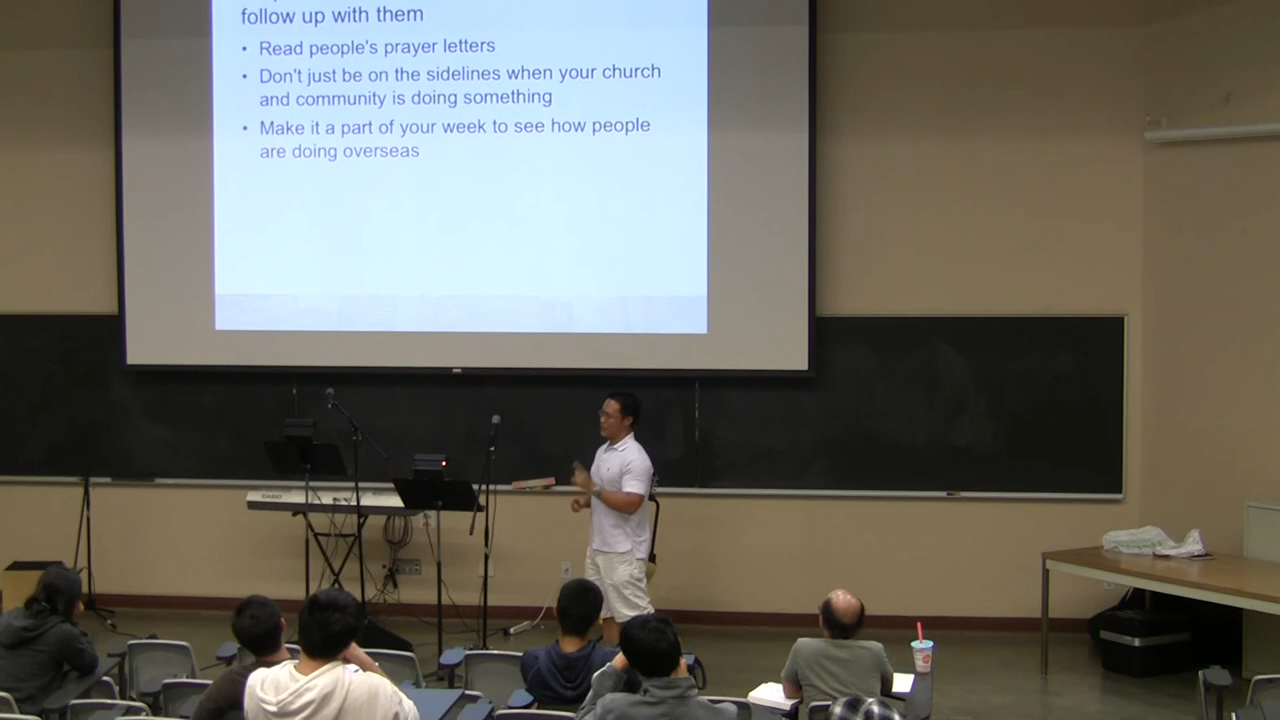 follow up with them
• Read people's prayer letters
• Don't just be on the sidelines when your church
and community is doing something
• Make it a part of your week to see how people
are doing overseas
CASIO